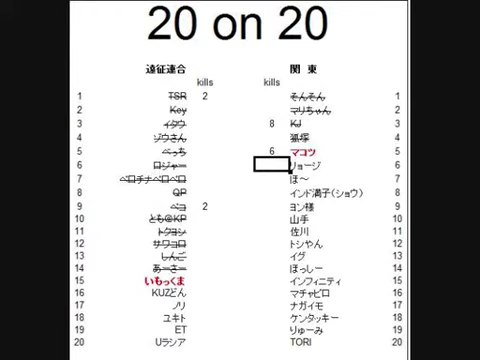 20 on 20
遠征連合 関 東
kills kills
1 TSR 2 そんそん 1
2 Key マリちゃん 2
3 イタウ 8 KJ 3
4 ゾウさん 狐塚 4
5 べっち 6 マコツ 5
6 ロジャー リョージ 6
7 ペロチナペロペロ ほ～ 7
8 QP インド満子(ショウ) 8
9 ペコ 2 ヨン様 9
10 とも@KP 山手 10
11 トクヨシ 佐川 11
12 サワコロ トシやん 12
13 しんご イグ 13
14 あーさー ほっしー 14
15 いもっくま インフィニティ 15
16 KUZどん マチャピロ 16
17 ノリ ナガイモ 17
18 ユキト ケンタッキー 18
19 ET りゅーみ 19
20 Uラシア TORI 20